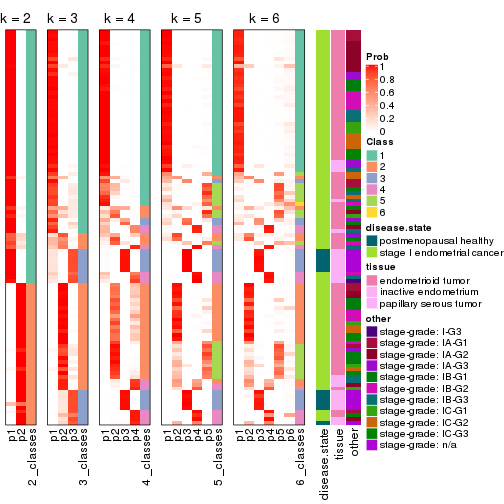 k = 2 k = 3 k = 4 k = 5 k = 6
Prob
1
0.8
0.6
0.4
0.2
0
Class
1
2
3
4
5
6
disease.state
postmenopausal healthy
stage I endometrial cancer
tissue
endometrioid tumor
inactive endometrium
papillary serous tumor
other
stage-grade: I-G3
stage-grade: IA-G1
stage-grade: IA-G2
stage-grade: IA-G3
stage-grade: IB-G1
stage-grade: IB-G2
stage-grade: IB-G3
stage-grade: IC-G1
stage-grade: IC-G2
stage-grade: IC-G3
stage-grade: n/a
p1
p2
2_classes
p1
p2
p3
3_classes
p1
p2
p3
p4
4_classes
p1
p2
p3
p4
p5
5_classes
p1
p2
p3
p4
p5
p6
6_classes
disease.state
tissue
other